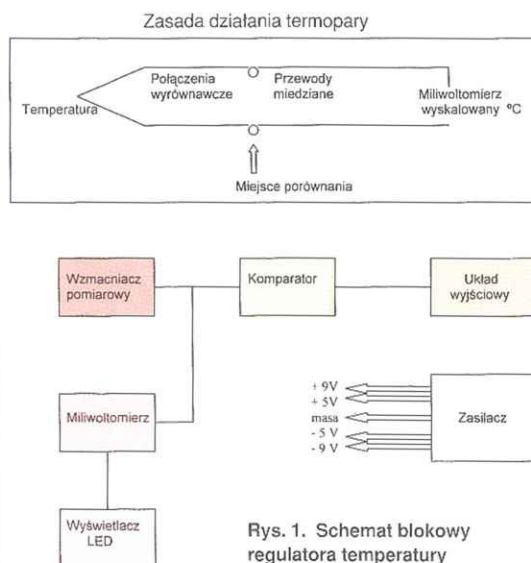 Zasada działania termopary
Połączenia
wyrównawcze
Przewody
miedziane
Temperatura
Miliwoltomierz
wyskalowany ºC
Miejsce porównania
Wzmacniacz
pomiarowy
Komparator
Układ
wyjściowy
Miliwoltomierz
+ 9V
+ 5V
masa
- 5 V
- 9 V
Zasilacz
Wyświetlacz
LED
Rys. 1. Schemat blokowy
regulatora temperatury